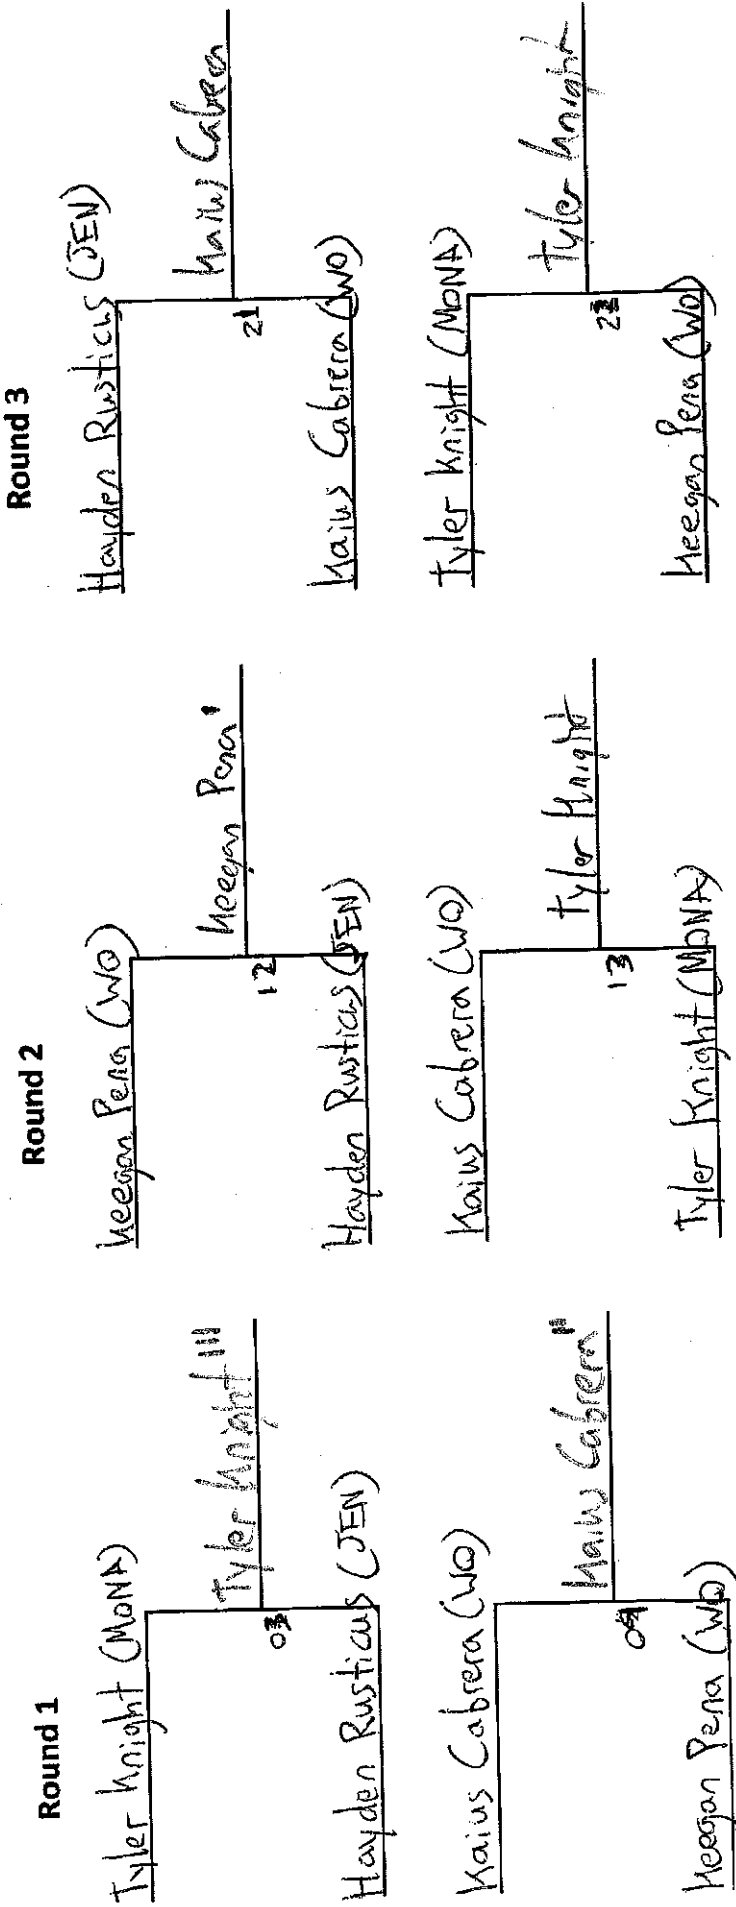 Round 1
Tyler Knight (MONA)
Tyler Knight'''
03
Hayden Rusticus (JEN)
Kaius Cabrera (WO)
Kaius Cabrera"
Keegan Pena (WO)
Round 2
Keegan Pena (WO)
Keegan Pena'
12
Hayden Rusticus (JEN)
Kaius Cabrera (WO)
Tyler Knight
13
Tyler Knight (MONA)
Round 3
Hayden Rusticus (JEN)
Kaius Cabrera
21
Kaius Cabrera (WO)
Tyler Knight (MONA)
Tyler Knight
Keegan Pena (WO)